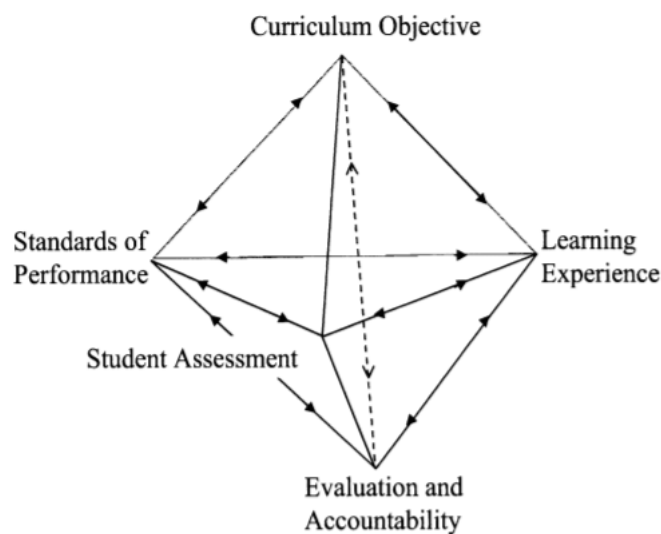 Curriculum Objective
Standards of
Performance
Learning
Experience
Student Assessment
Evaluation and
Accountability